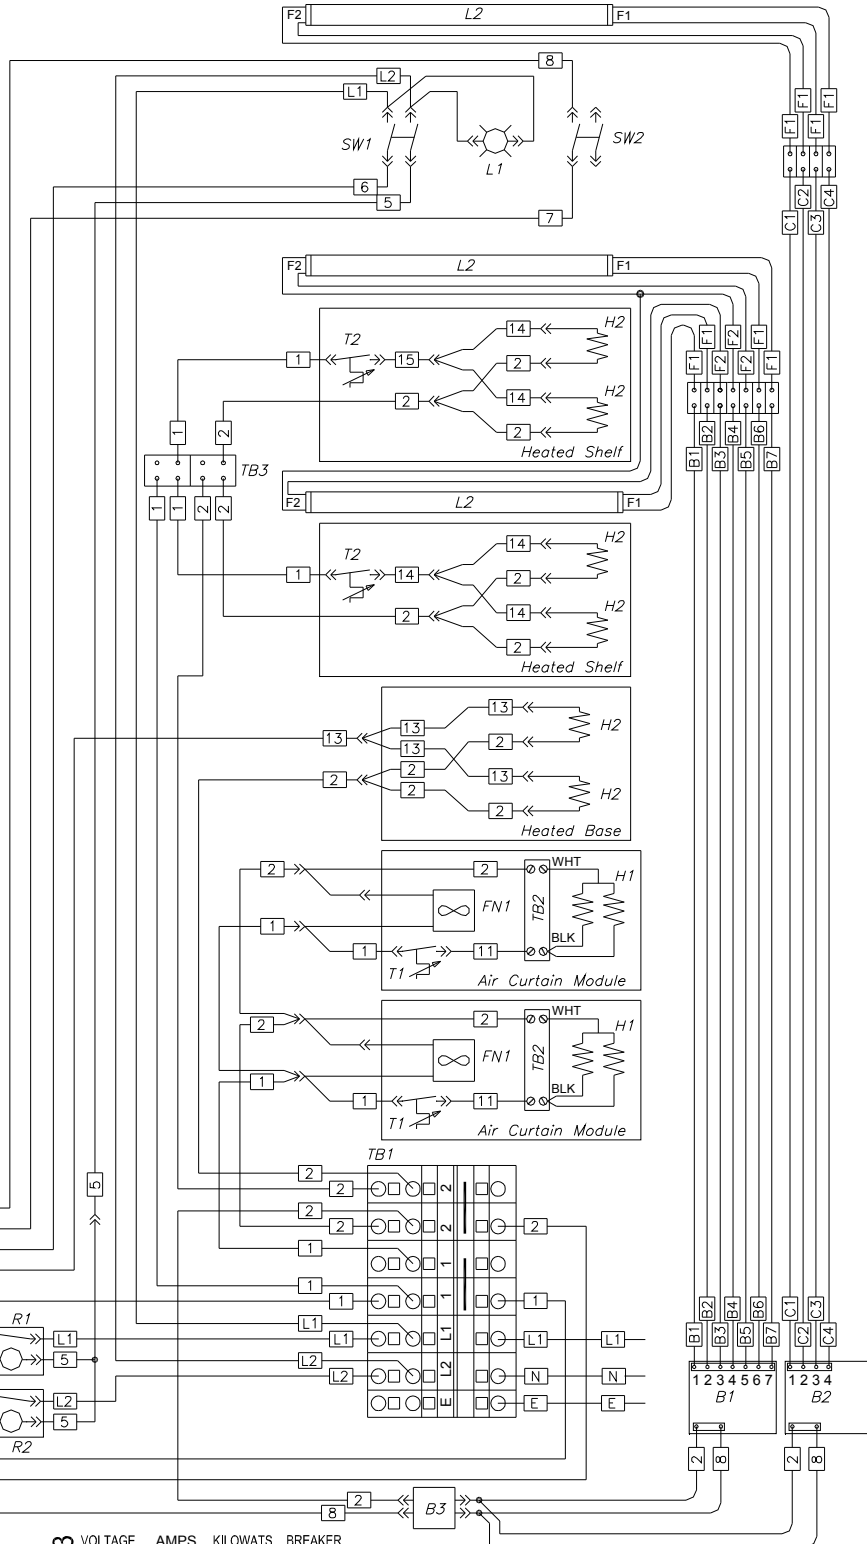 F2 L2 F1
8
L2
L1
F1 F1 F1 F1
SW1 L1 SW2
6
5
7
C1 C2 C3 C4
F2 L2 F1
T2 14 H2
1 15 2
14 H2
2 2
Heated Shelf
F1 F1 F2 F2 F2 F1 F1
1 2
TB3
B1 B2 B3 B4 B5 B6 B7
1 1 2 2
F2 L2 F1
T2 14 H2
1 14 2
14 H2
2 2
Heated Shelf
13 H2
13
13 13 2
2 13 H2
2 2 2
Heated Base
2 2 WHT
H1
FN1 TB2
1
BLK
1 11
T1
Air Curtain Module
2 2 WHT
H1
FN1 TB2
1
BLK
1 11
T1
Air Curtain Module
TB1
5
2
2 2
2
2 2 2
1 1
1
1 1 1
R1
L1
L1 L1 L1 L1 L1
5
L2
L2 L2 N N
L2
E E E
5
R2
C1 C2 C3 C4
B1 B2 B3 B4 B5 B6 B7
1 2 3 4 5 6 7
B1
1 2 3 4
B2
2 8 2 8
2
8 B3
3 VOLTAGE AMPS KILOWATS BREAKER